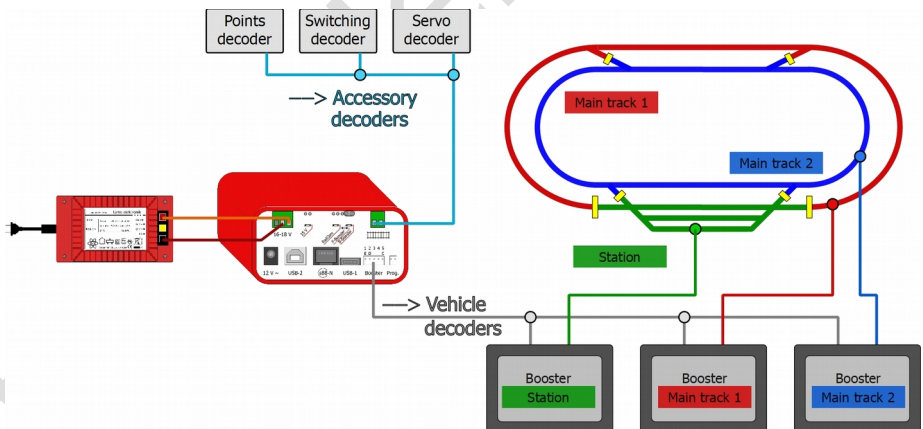 Points
decoder
Switching
decoder
Servo
decoder
—> Accessory
decoders
Main track 1
Main track 2
Station
16-18 V
12 V ~
USB-2
s88-N
USB-1
Booster
Prog.
1 2 3 4 5
—> Vehicle
decoders
Booster
Station
Booster
Main track 1
Booster
Main track 2